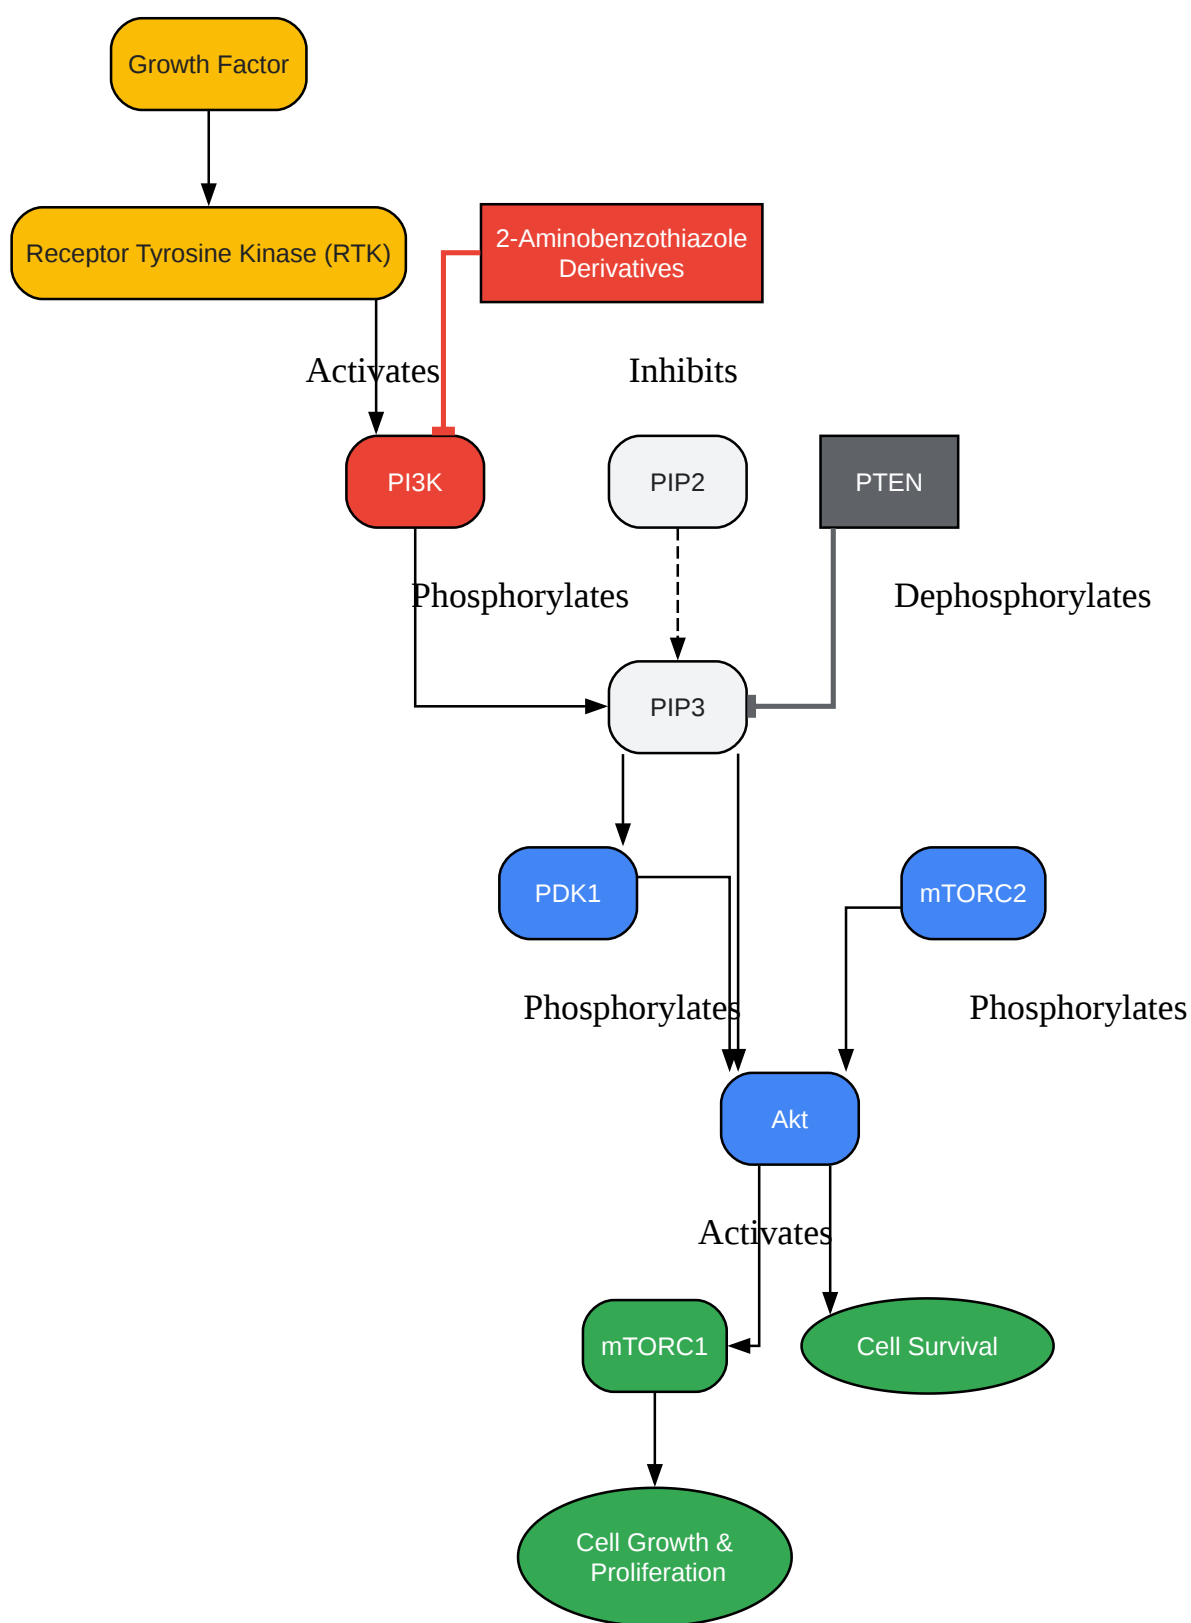 Growth Factor
Receptor Tyrosine Kinase (RTK)
2-Aminobenzothiazole
Derivatives
Activates
Inhibits
PI3K
PIP2
PTEN
Phosphorylates
Dephosphorylates
PIP3
PDK1
mTORC2
Phosphorylates
Phosphorylates
Akt
Activates
mTORC1
Cell Survival
Cell Growth &
Proliferation